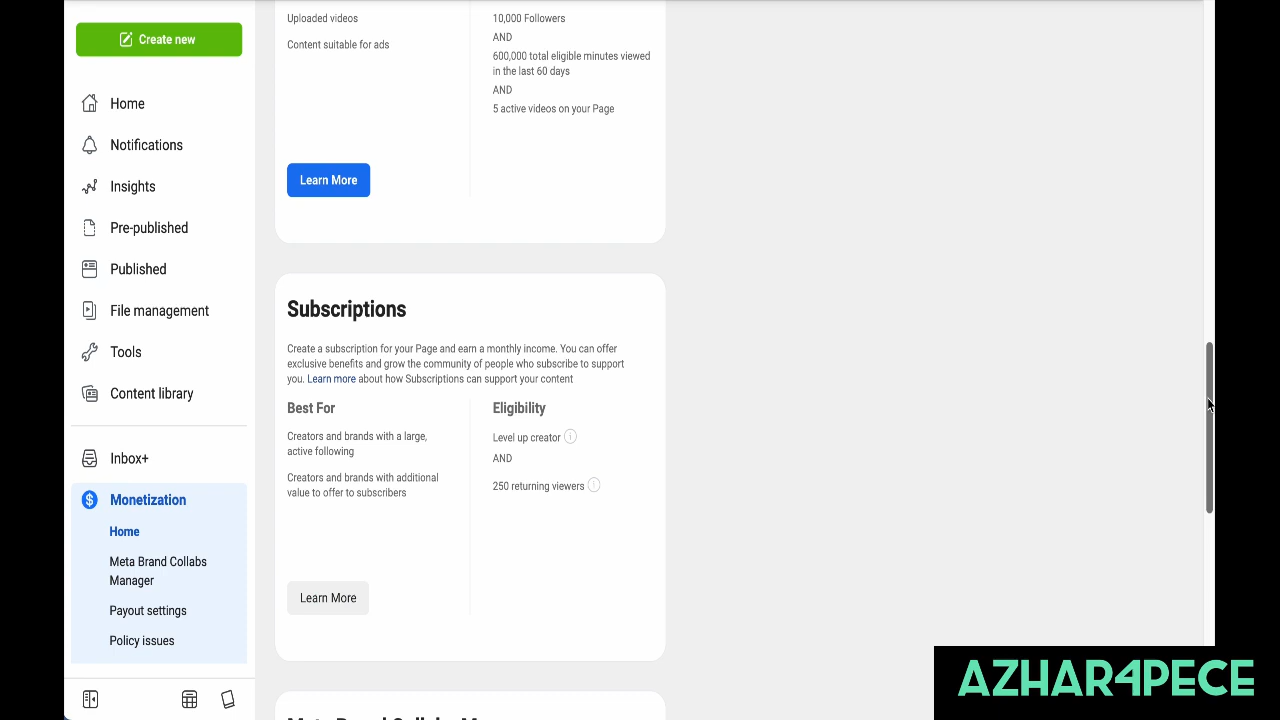 Create new
Home
Notifications
Insights
Pre-published
Published
File management
Tools
Content library
Inbox+
Monetization
Home
Meta Brand Collabs
Manager
Payout settings
Policy issues
Uploaded videos
Content suitable for ads
10,000 Followers
AND
600,000 total eligible minutes viewed
in the last 60 days
AND
5 active videos on your Page
Learn More
Subscriptions
Create a subscription for your Page and earn a monthly income. You can offer
exclusive benefits and grow the community of people who subscribe to support
you. Learn more about how Subscriptions can support your content
Best For
Creators and brands with a large,
active following
Creators and brands with additional
value to offer to subscribers
Eligibility
Level up creator
AND
250 returning viewers
Learn More
AZHAR4PECE